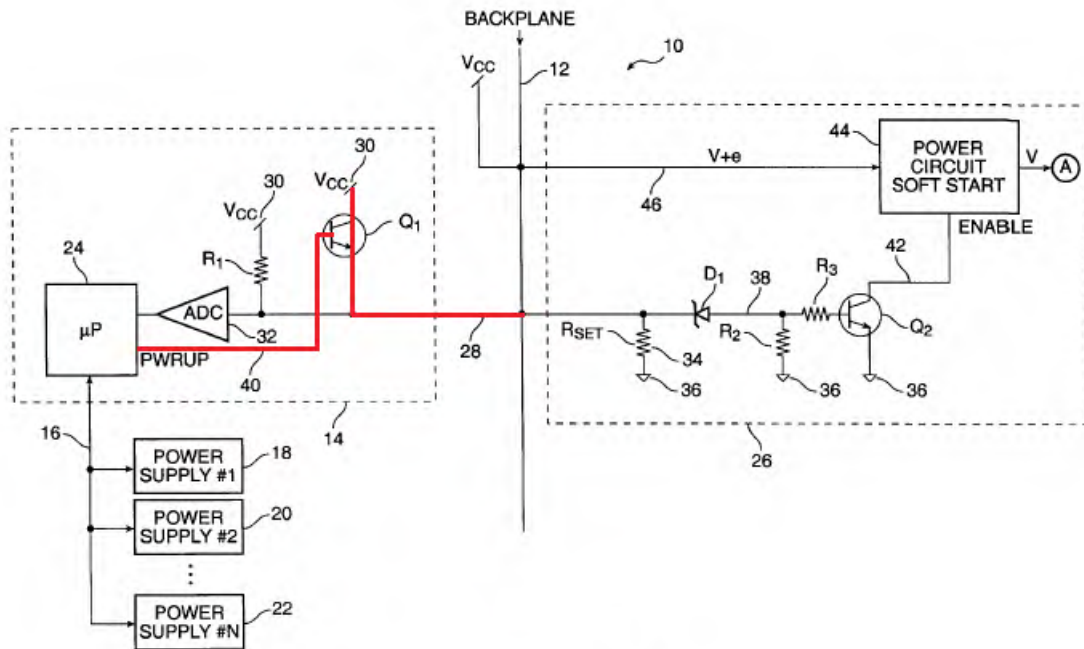 BACKPLANE
10
12
VCC
44
POWER
CIRCUIT
SOFT START
V
A
V+e
46
ENABLE
30
VCC
30
VCC
Q1
24
R1
42
µP
ADC
32
PWRUP
40
28
D1
38
R3
Q2
RSET
34
R2
36
36
36
14
26
16
POWER
SUPPLY #1
18
POWER
SUPPLY #2
20
POWER
SUPPLY #N
22